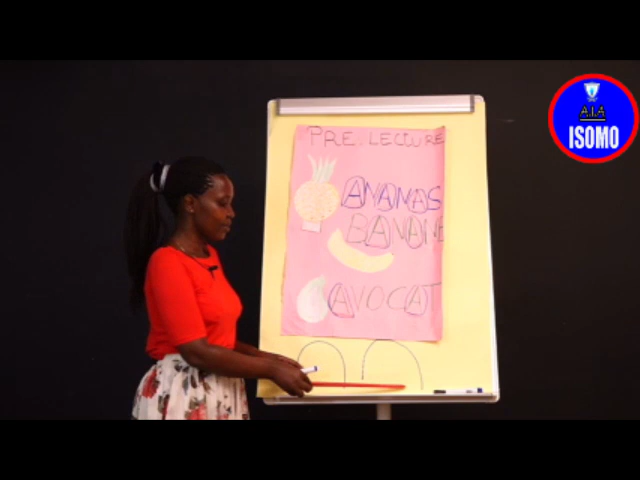 PRE.LECTURE
ANANAS
BANANE
AVOCAT
A.I.A
ISOMO